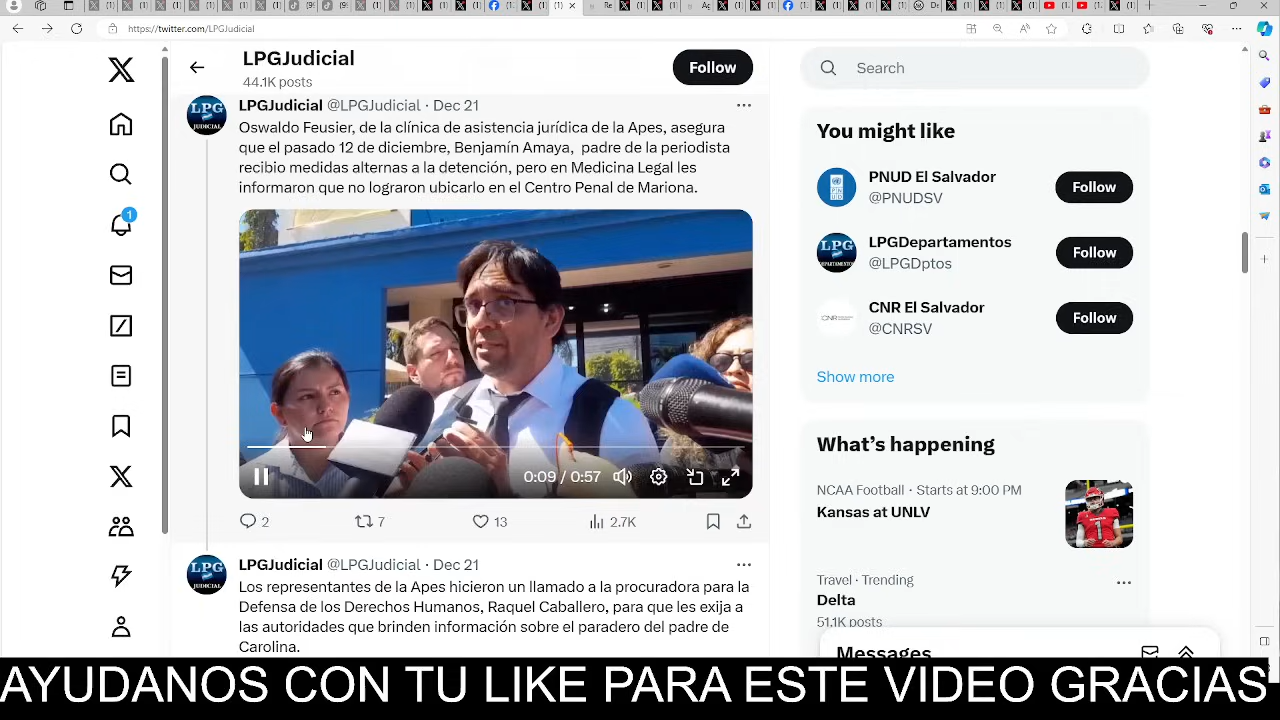 https://twitter.com/LPGJudicial
LPGJudicial
44.1K posts
Follow
Search
LPGJudicial @LPGJudicial · Dec 21
Oswaldo Feusier, de la clínica de asistencia jurídica de la Apes, asegura
que el pasado 12 de diciembre, Benjamín Amaya, padre de la periodista
recibio medidas alternas a la detención, pero en Medicina Legal les
informaron que no lograron ubicarlo en el Centro Penal de Mariona.
0:09 / 0:57
2
7
13
2.7K
LPGJudicial @LPGJudicial · Dec 21
Los representantes de la Apes hicieron un llamado a la procuradora para la
Defensa de los Derechos Humanos, Raquel Caballero, para que les exija a
las autoridades que brinden información sobre el paradero del padre de
Carolina.
You might like
PNUD El Salvador
@PNUDSV
Follow
LPGDepartamentos
@LPGDptos
Follow
CNR El Salvador
@CNRSV
Follow
Show more
What's happening
NCAA Football · Starts at 9:00 PM
Kansas at UNLV
Travel · Trending
Delta
51.1K posts
Messages
1
LPG
JUDICIAL
LPG
JUDICIAL
LPG
DEPARTAMENTOS
CNR
AYUDANOS CON TU LIKE PARA ESTE VIDEO GRACIAS